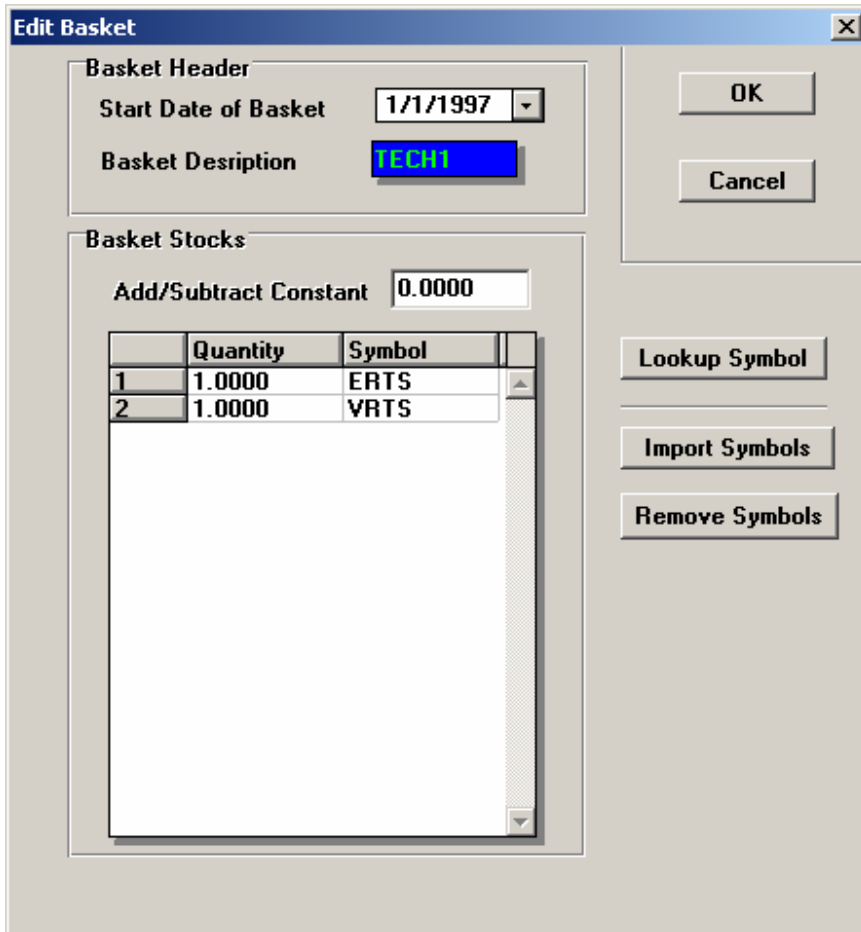 Edit Basket
Basket Header
Start Date of Basket 1/1/1997
Basket Desription TECH1
OK
Cancel
Basket Stocks
Add/Subtract Constant 0.0000
Quantity Symbol
1 1.0000 ERTS
2 1.0000 VRTS
Lookup Symbol
Import Symbols
Remove Symbols